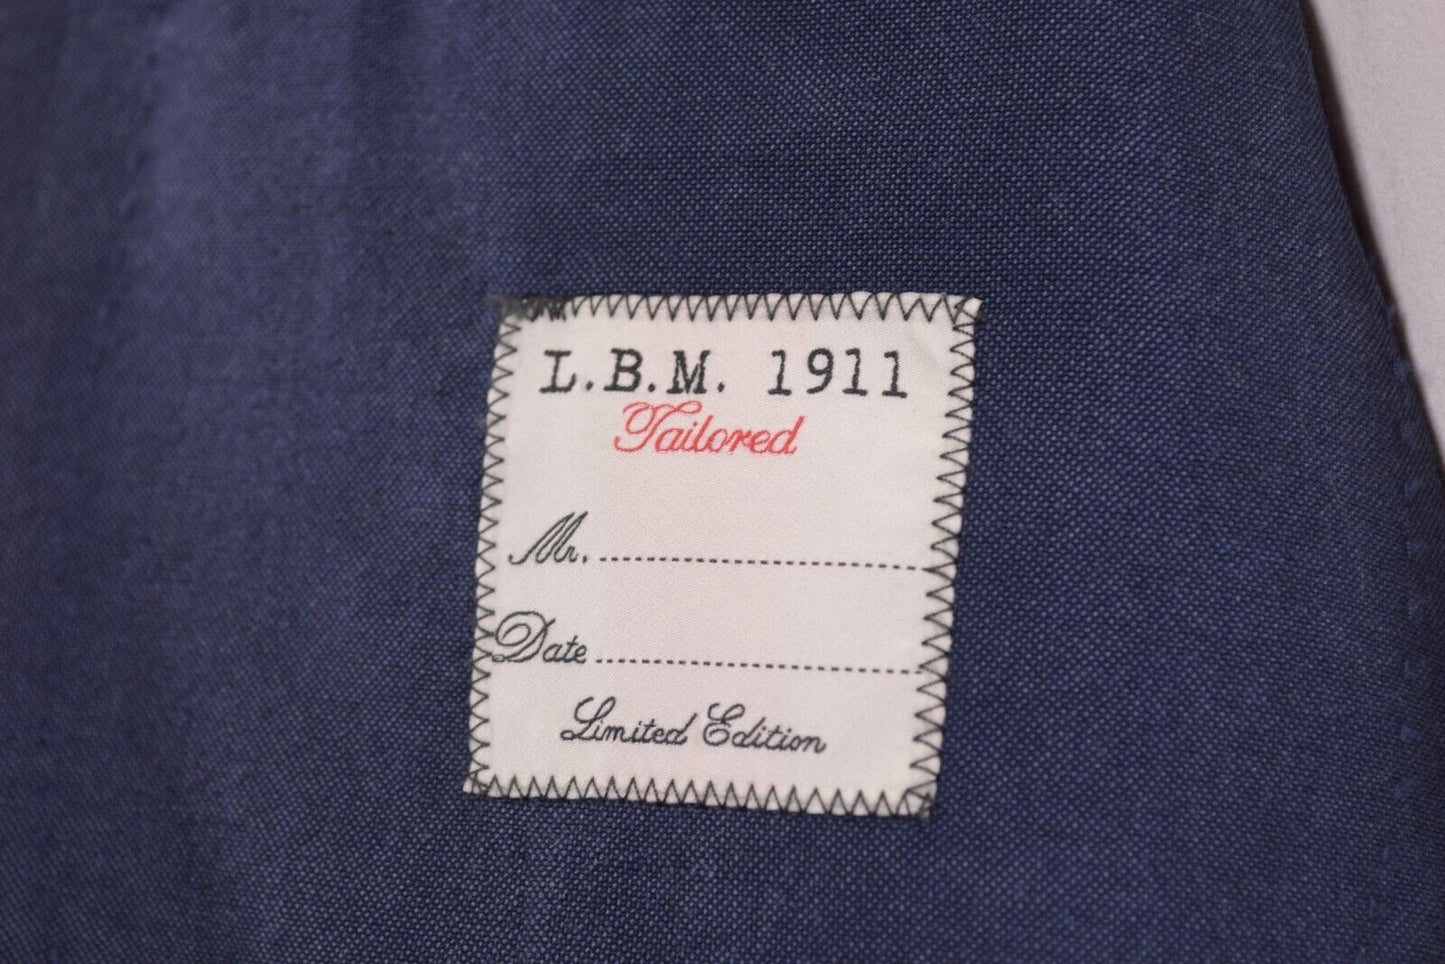 L.B.M. 1911
Tailored
Mr.
Date
Limited Edition